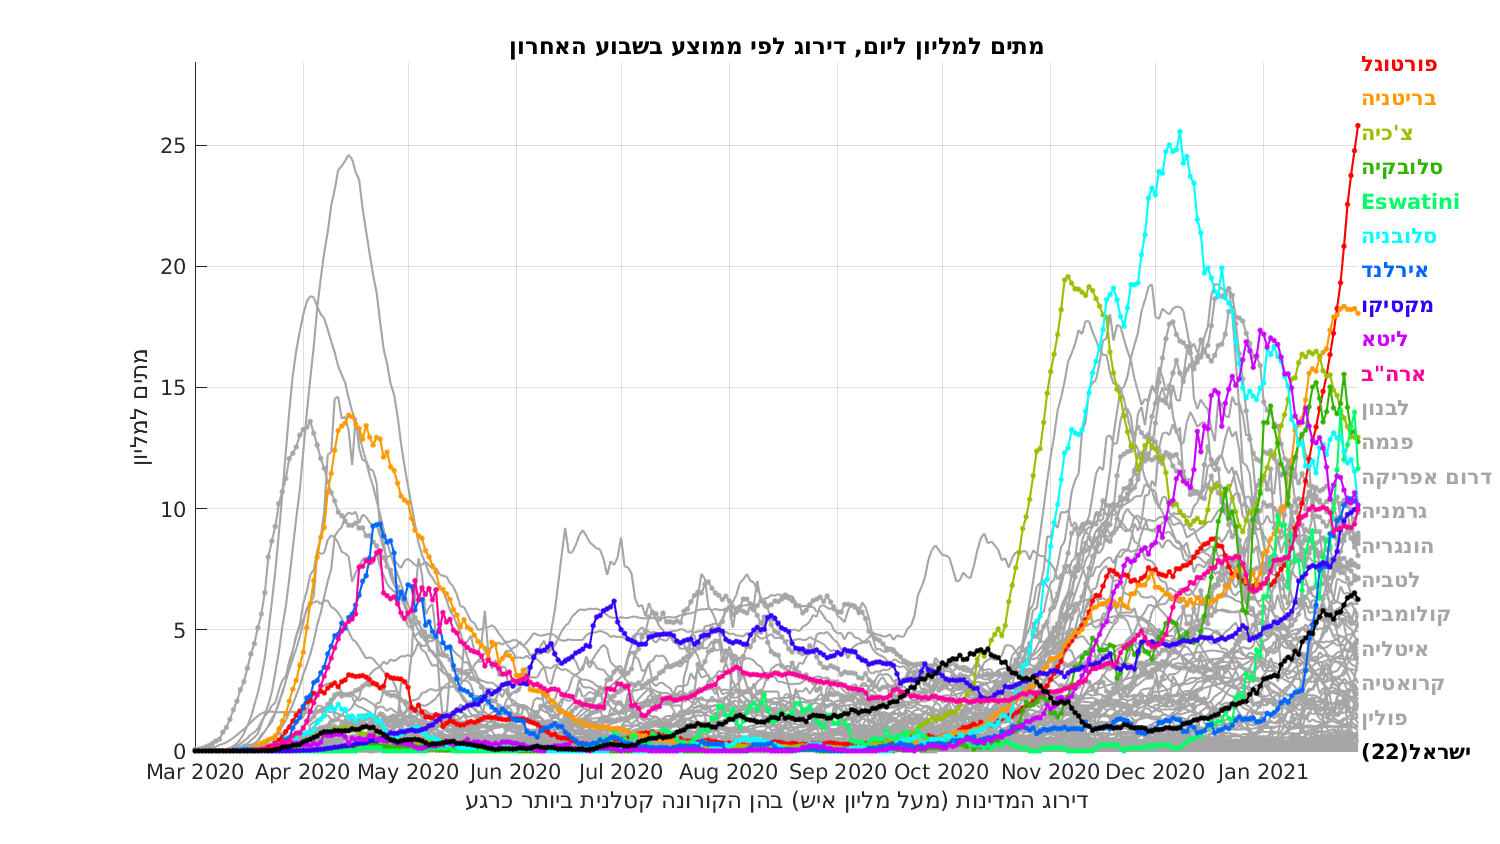 מתים למליון ליום, דירוג לפי ממוצע בשבוע האחרון
פורטוגל
בריטניה
צ'כיה
סלובקיה
Eswatini
סלובניה
אירלנד
מקסיקו
ליטא
ארה"ב
לבנון
פנמה
דרום אפריקה
גרמניה
הונגריה
לטביה
קולומביה
איטליה
קרואטיה
פולין
ישראל(22)
מתים למליון
25
20
15
10
5
0
Mar 2020 Apr 2020 May 2020 Jun 2020 Jul 2020 Aug 2020 Sep 2020 Oct 2020 Nov 2020 Dec 2020 Jan 2021
דירוג המדינות (מעל מליון איש) בהן הקורונה קטלנית ביותר כרגע